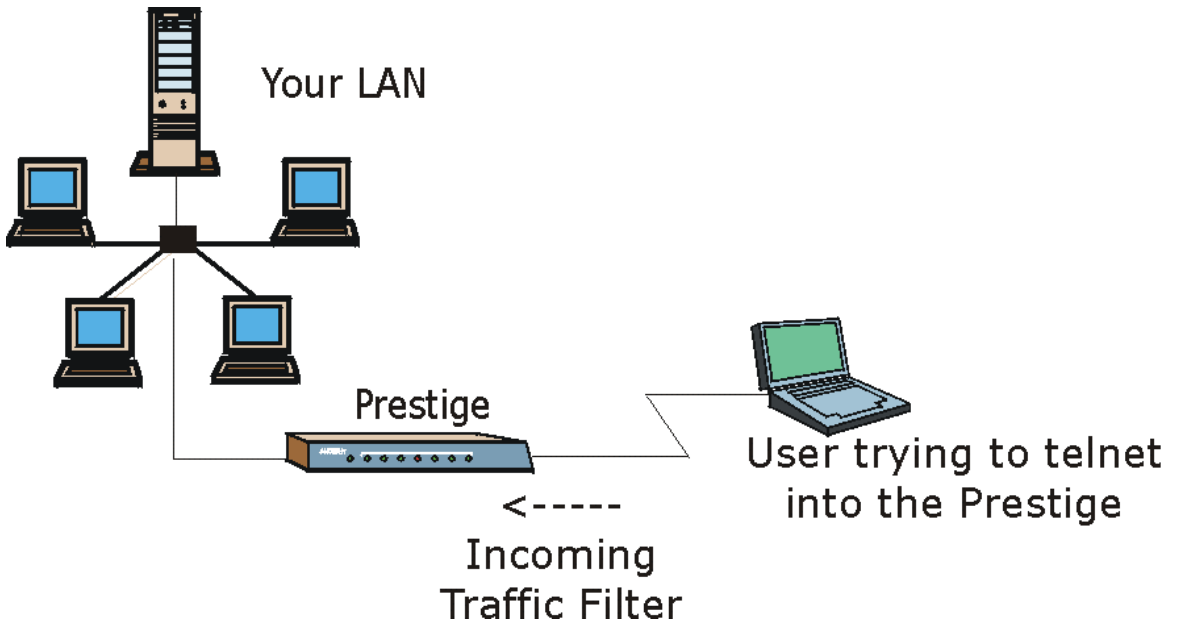 Your LAN
Prestige
User trying to telnet
into the Prestige
<-----
Incoming
Traffic Filter